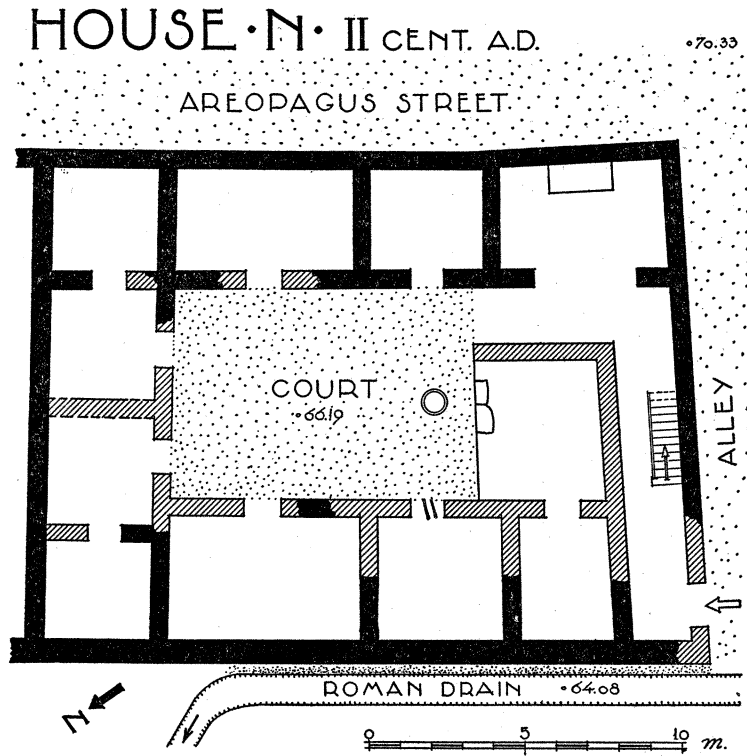 HOUSE · N · II CENT. A.D.
70.33
AREOPAGUS STREET
COURT
66.19
ALLEY
ROMAN DRAIN 64.08
N
0 5 10 m.